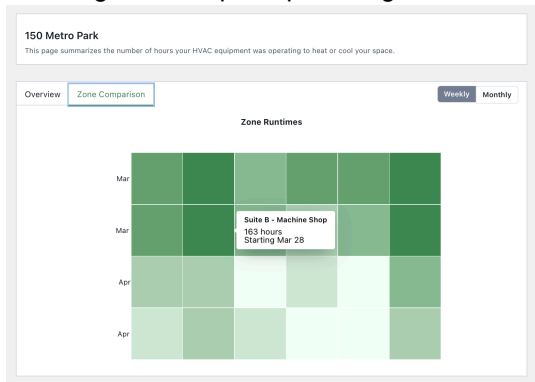 150 Metro Park
This page summarizes the number of hours your HVAC equipment was operating to heat or cool your space.
Overview
Zone Comparison
Weekly
Monthly
Zone Runtimes
Mar
Mar
Suite B - Machine Shop
163 hours
Starting Mar 28
Apr
Apr